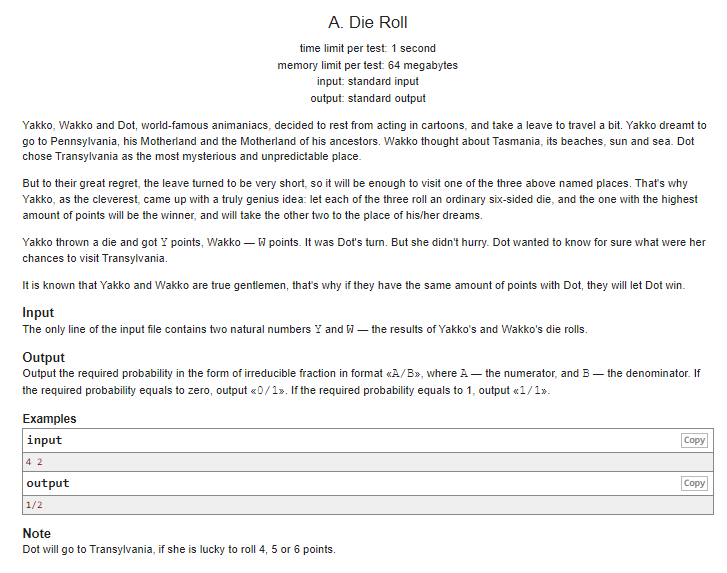 A. Die Roll
time limit per test: 1 second
memory limit per test: 64 megabytes
input: standard input
output: standard output
Yakko, Wakko and Dot, world-famous animaniacs, decided to rest from acting in cartoons, and take a leave to travel a bit. Yakko dreamt to
go to Pennsylvania, his Motherland and the Motherland of his ancestors. Wakko thought about Tasmania, its beaches, sun and sea. Dot
chose Transylvania as the most mysterious and unpredictable place.
But to their great regret, the leave turned to be very short, so it will be enough to visit one of the three above named places. That's why
Yakko, as the cleverest, came up with a truly genius idea: let each of the three roll an ordinary six-sided die, and the one with the highest
amount of points will be the winner, and will take the other two to the place of his/her dreams.
Yakko thrown a die and got Y points, Wakko — W points. It was Dot's turn. But she didn't hurry. Dot wanted to know for sure what were her
chances to visit Transylvania.
It is known that Yakko and Wakko are true gentlemen, that's why if they have the same amount of points with Dot, they will let Dot win.
Input
The only line of the input file contains two natural numbers Y and W — the results of Yakko's and Wakko's die rolls.
Output
Output the required probability in the form of irreducible fraction in format «A/B», where A — the numerator, and B — the denominator. If
the required probability equals to zero, output «0/1». If the required probability equals to 1, output «1/1».
Examples
input
Copy
4 2
output
Copy
1/2
Note
Dot will go to Transylvania, if she is lucky to roll 4, 5 or 6 points.